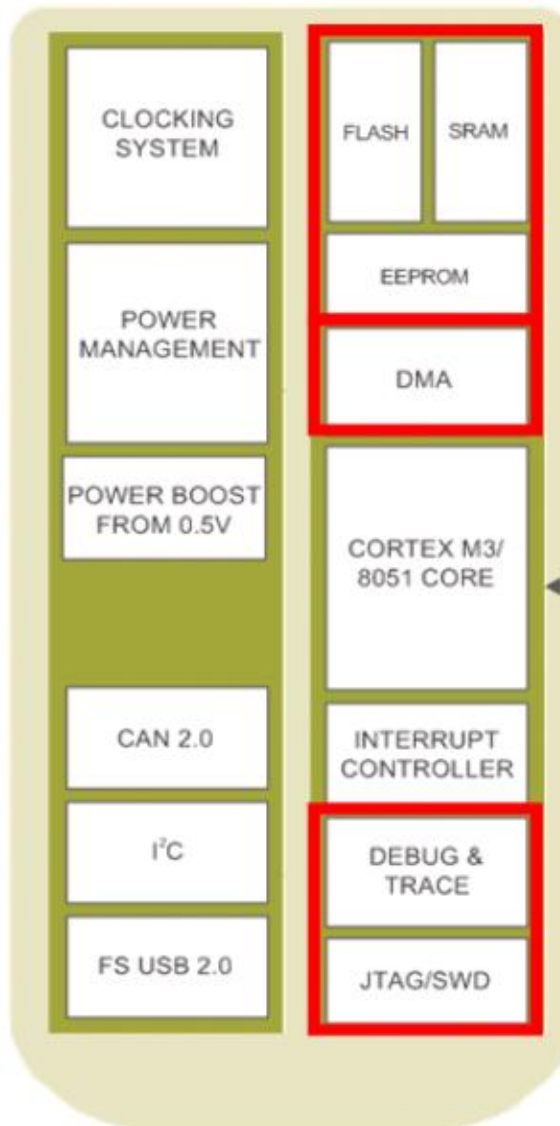 CLOCKING
SYSTEM
POWER
MANAGEMENT
POWER BOOST
FROM 0.5V
CAN 2.0
I²C
FS USB 2.0
FLASH
SRAM
EEPROM
DMA
CORTEX M3/
8051 CORE
INTERRUPT
CONTROLLER
DEBUG &
TRACE
JTAG/SWD